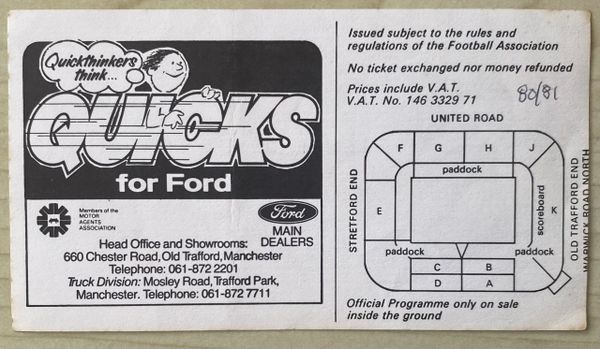 Quickthinkers
think...
QUICKS
for Ford
Members of the
MOTOR
AGENTS
ASSOCIATION
Ford
MAIN
DEALERS
Head Office and Showrooms:
660 Chester Road, Old Trafford, Manchester
Telephone: 061-872 2201
Truck Division: Mosley Road, Trafford Park,
Manchester. Telephone: 061-872 7711
Issued subject to the rules and
regulations of the Football Association
No ticket exchanged nor money refunded
Prices include V.A.T.
V.A.T. No. 146 3329 71
80/81
UNITED ROAD
F G H J
paddock
STRETFORD END
E
scoreboard
K
OLD TRAFFORD END
WARWICK ROAD NORTH
paddock
paddock
C B
D A
Official Programme only on sale
inside the ground